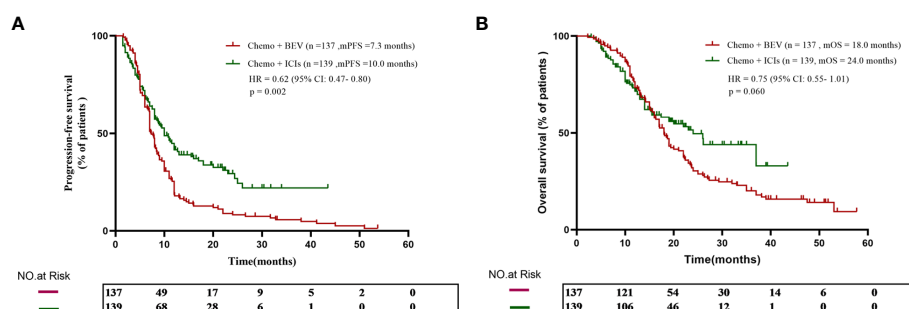 A
B
Chemo + BEV (n =137 ,mPFS =7.3 months)
Chemo + ICIs (n =139 ,mPFS =10.0 months)
HR = 0.62 (95% CI: 0.47- 0.80)
p = 0.002
Progression-free survival
(% of patients)
100
50
0
0 10 20 30 40 50 60
Time(months)
NO.at Risk
137 49 17 9 5 2 0
139 68 28 6 1 0 0
Chemo + BEV (n = 137 , mOS = 18.0 months)
Chemo + ICIs (n = 139, mOS = 24.0 months)
HR = 0.75 (95% CI: 0.55- 1.01)
p = 0.060
Overall survival (% of patients)
100
50
0
0 10 20 30 40 50 60
Time(months)
NO.at Risk
137 121 54 30 14 6 0
139 106 46 12 1 0 0